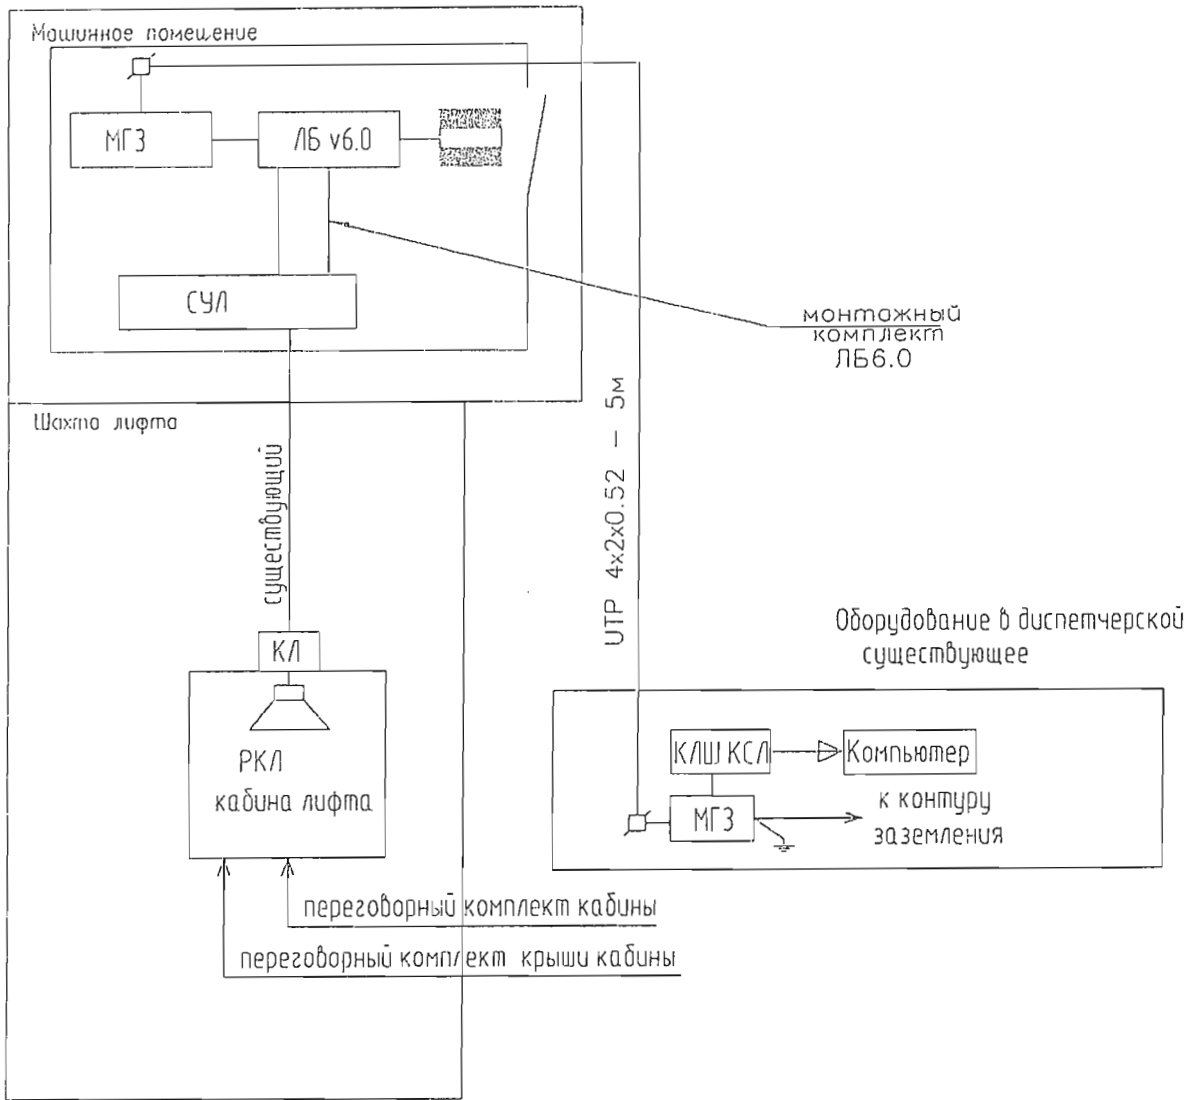 Машинное помещение
МГЗ
ЛБ v6.0
СУЛ
монтажный
комплект
ЛБ6.0
Шахта лифта
существующий
UTP 4x2x0.52 – 5м
КЛ
РКЛ
кабина лифта
Оборудование в диспетчерской
существующее
КЛШ КСЛ
Компьютер
МГЗ
к контуру
заземления
переговорный комплект кабины
переговорный комплект крыши кабины